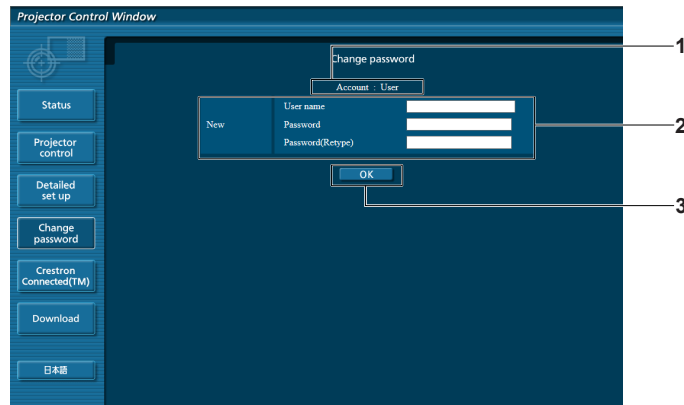 Projector Control Window
Change password
1
Account : User
Status
User name
New
Password
2
Password(Retype)
Projector
control
OK
Detailed
set up
3
Change
password
Crestron
Connected(TM)
Download
日本語